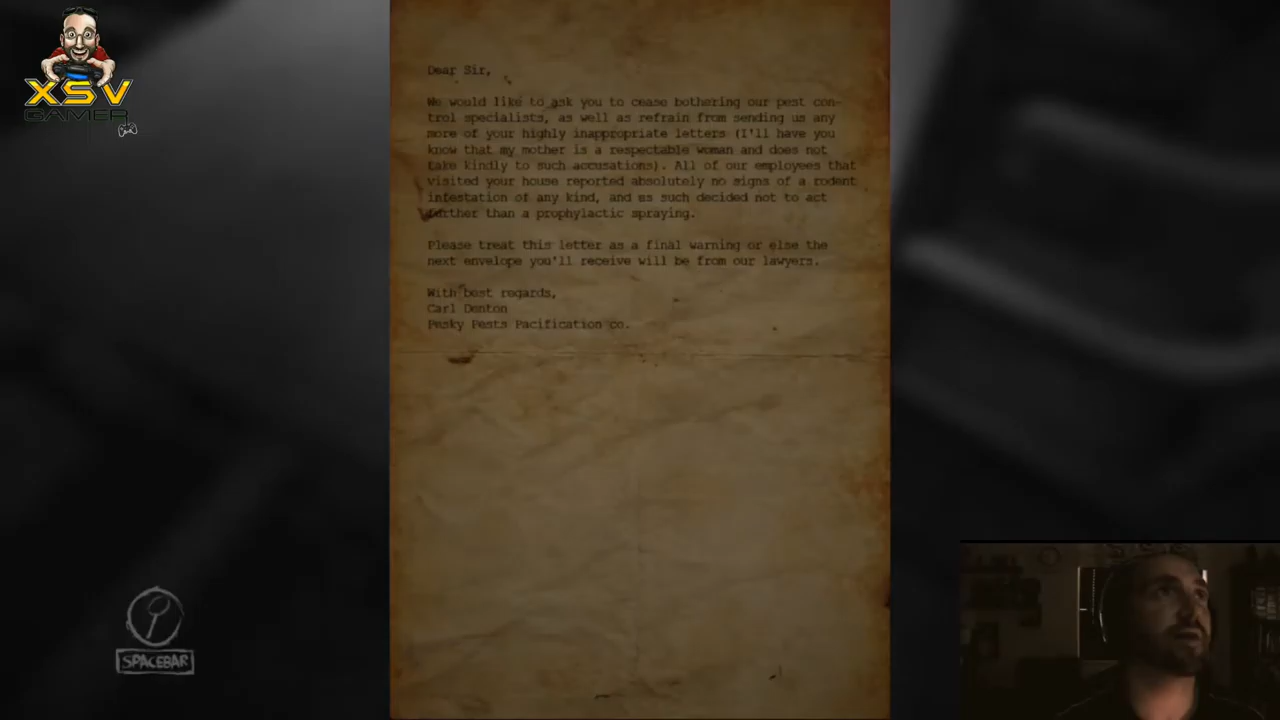 XSV
GAMER
Dear Sir,
We would like to ask you to cease bothering our pest con-
trol specialists, as well as refrain from sending us any
more of your highly inappropriate letters (I'll have you
know that my mother is a respectable woman and does not
take kindly to such accusations). All of our employees that
visited your house reported absolutely no signs of a rodent
infestation of any kind, and as such decided not to act
further than a prophylactic spraying.
Please treat this letter as a final warning or else the
next envelope you'll receive will be from our lawyers.
With best regards,
Carl Denton
Pesky Pests Pacification co.
SPACEBAR